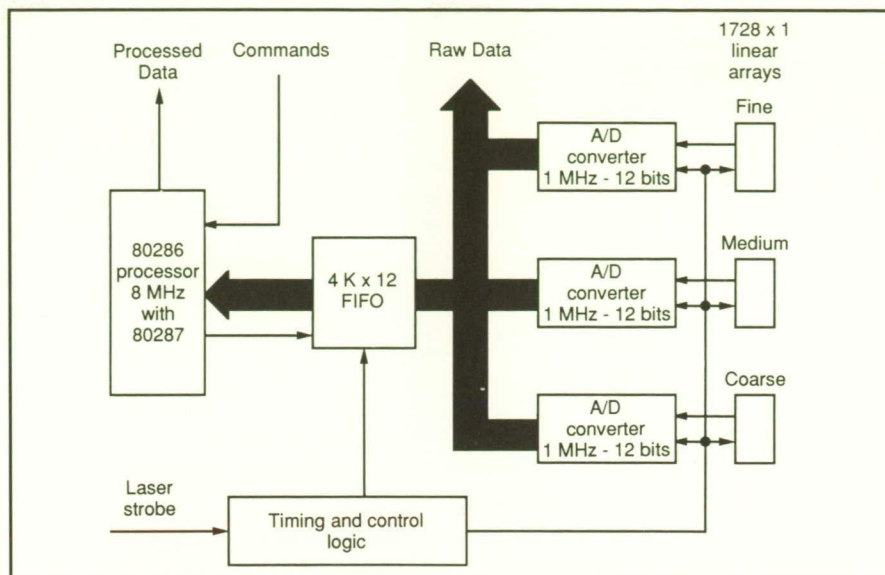 Processed
Data
Commands
Raw Data
1728 x 1
linear
arrays
Fine
A/D
converter
1 MHz - 12 bits
80286
processor
8 MHz
with
80287
4 K x 12
FIFO
Medium
A/D
converter
1 MHz - 12 bits
Coarse
A/D
converter
1 MHz - 12 bits
Laser
strobe
Timing and control
logic